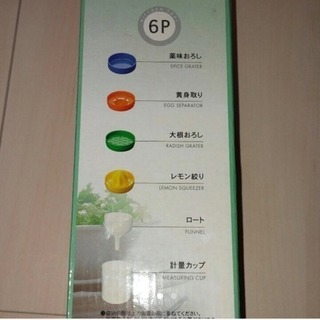 6P
薬味おろし
SPICE GRATER
黄身取り
EGG SEPARATOR
大根おろし
RADISH GRATER
レモン絞り
LEMON SQUEEZER
ロート
FUNNEL
計量カップ
MEASURING CUP